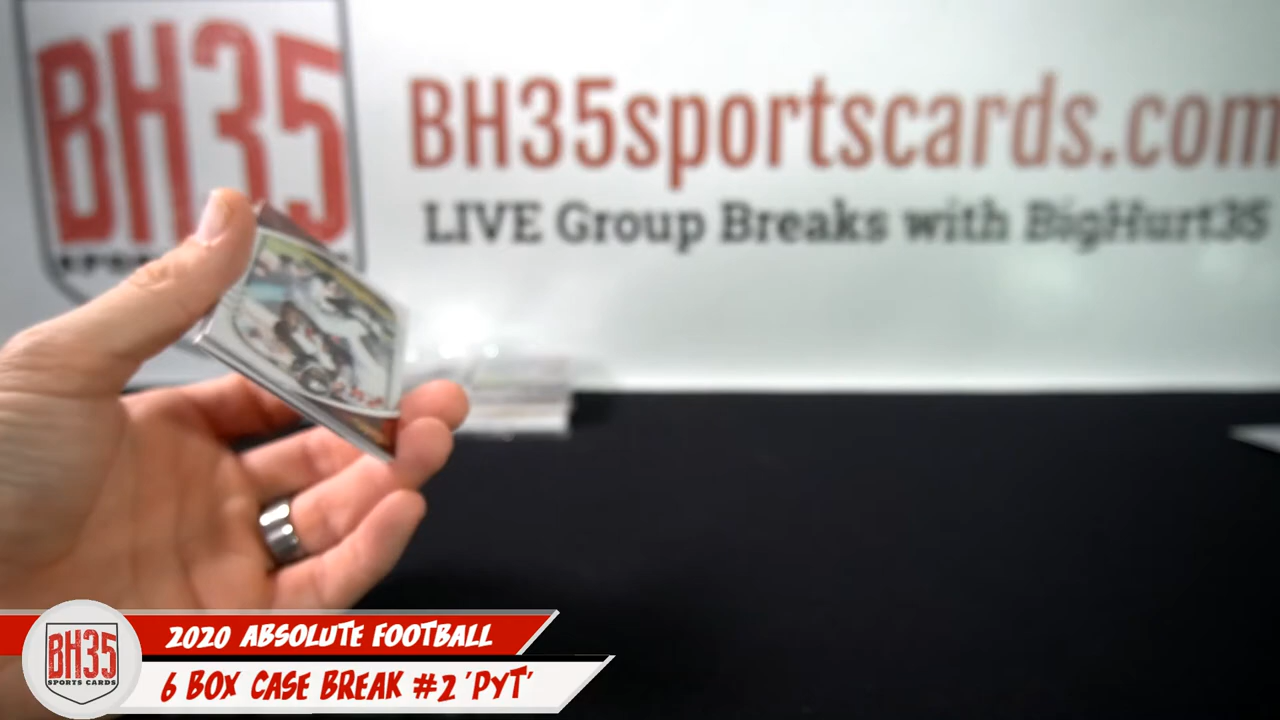 BH35
BH35sportscards.com
LIVE Group Breaks with BigHurt35
2020 ABSOLUTE FOOTBALL
6 BOX CASE BREAK #2 'PYT'
BH35
SPORTS CARDS